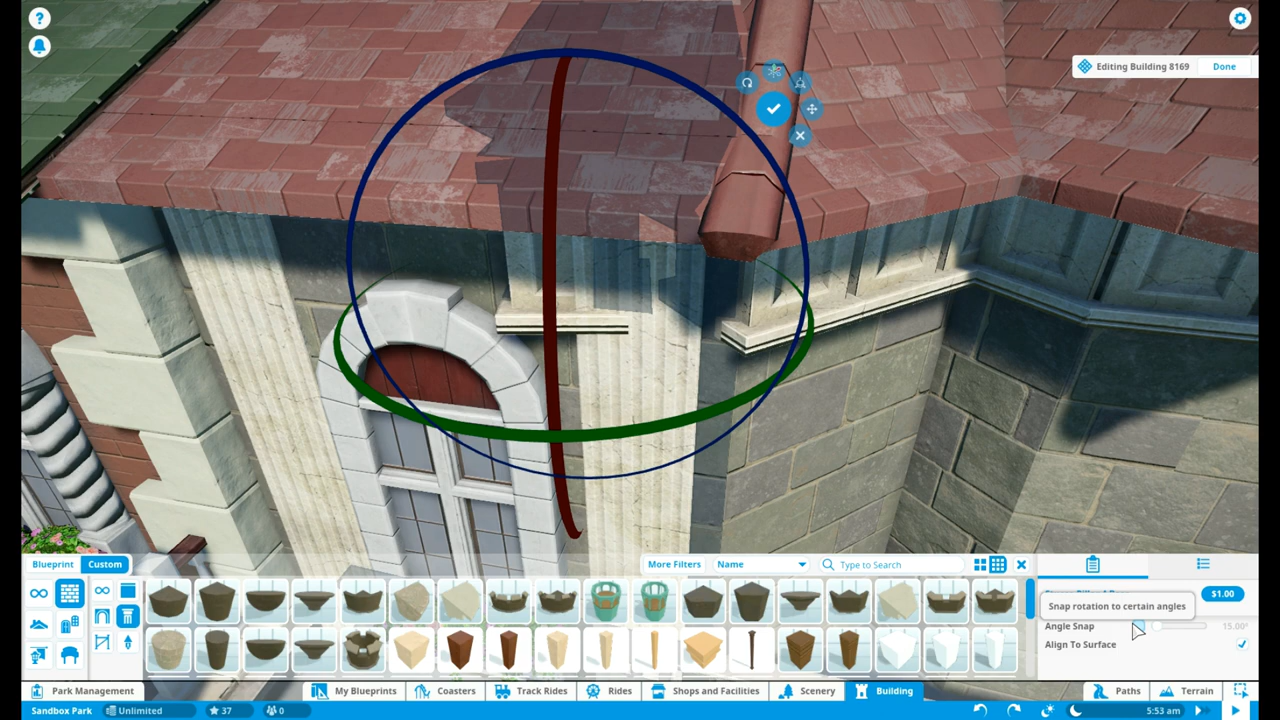 ?
Editing Building 8169
Done
Blueprint
Custom
More Filters
Name
Type to Search
$1.00
Snap rotation to certain angles
Angle Snap
15.00°
Align To Surface
Park Management
My Blueprints
Coasters
Track Rides
Rides
Shops and Facilities
Scenery
Building
Paths
Terrain
Sandbox Park
Unlimited
37
0
5:53 am